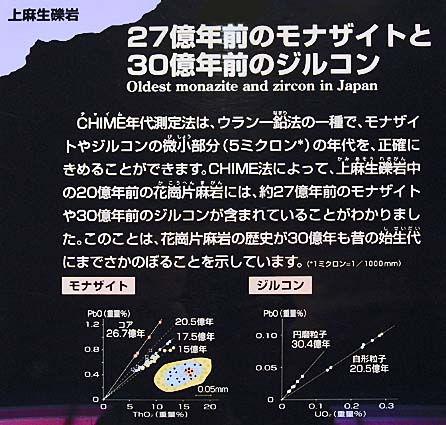 上麻生礫岩
27億年前のモナザイトと
30億年前のジルコン
Oldest monazite and zircon in Japan
CHIME年代測定法は、ウラン一鉛法の一種で、モナザイ
トやジルコンの微小部分(5ミクロン*)の年代を、正確に
きめることができます。CHIME法によって、上麻生礫岩中
の20億年前の花崗片麻岩には、約27億年前のモナザイト
や30億年前のジルコンが含まれていることがわかりまし
た。このことは、花崗片麻岩の歴史が30億年も昔の始生代
にまでさかのぼることを示しています。(*1ミクロン=1/1000mm)
モナザイト
PbO(重量%)
1.2
0.8
0.4
0
0 5 10 15 20
ThO₂(重量%)
コア
26.7億年
20.5億年
17.5億年
15億年
0.05mm
ジルコン
PbO(重量%)
0.10
0.05
0
0 0.1 0.2 0.3
UO₂(重量%)
円磨粒子
30.4億年
自形粒子
20.5億年